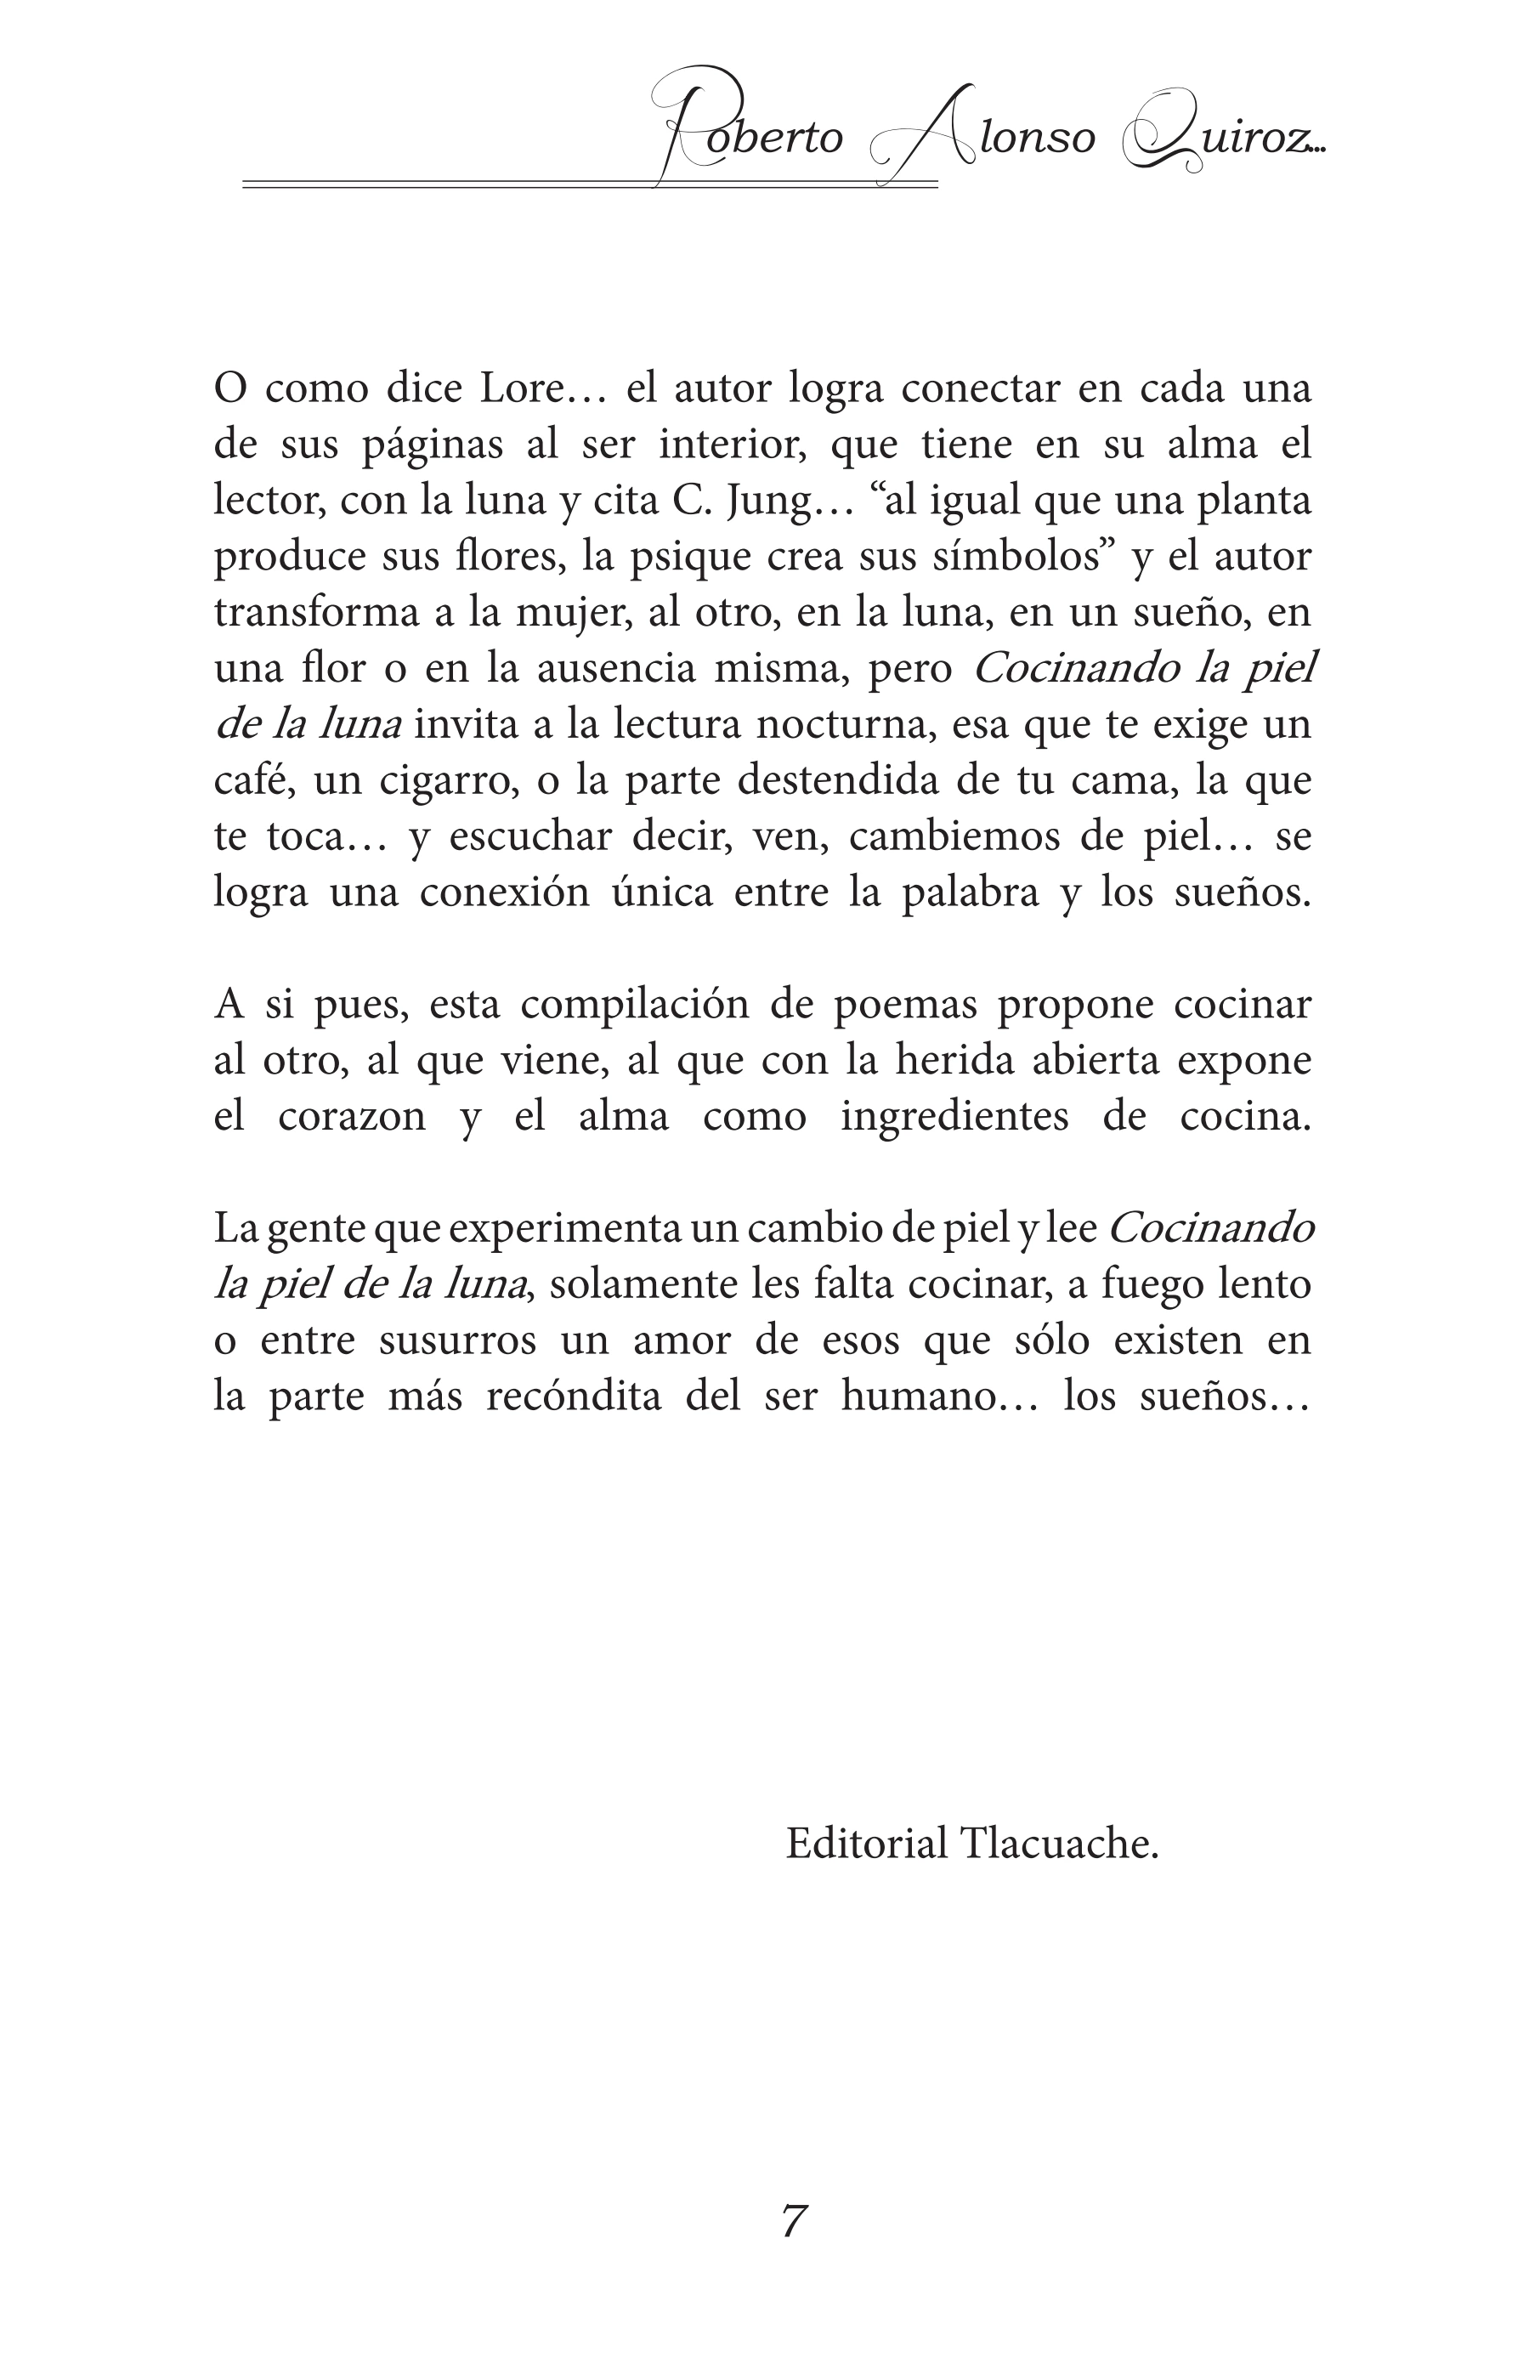 Roberto Alonso Quiroz...
O como dice Lore… el autor logra conectar en cada una
de sus páginas al ser interior, que tiene en su alma el
lector, con la luna y cita C. Jung… “al igual que una planta
produce sus flores, la psique crea sus símbolos” y el autor
transforma a la mujer, al otro, en la luna, en un sueño, en
una flor o en la ausencia misma, pero Cocinando la piel
de la luna invita a la lectura nocturna, esa que te exige un
café, un cigarro, o la parte destendida de tu cama, la que
te toca… y escuchar decir, ven, cambiemos de piel… se
logra una conexión única entre la palabra y los sueños.
A si pues, esta compilación de poemas propone cocinar
al otro, al que viene, al que con la herida abierta expone
el corazon y el alma como ingredientes de cocina.
La gente que experimenta un cambio de piel y lee Cocinando
la piel de la luna, solamente les falta cocinar, a fuego lento
o entre susurros un amor de esos que sólo existen en
la parte más recóndita del ser humano… los sueños…
Editorial Tlacuache.
7